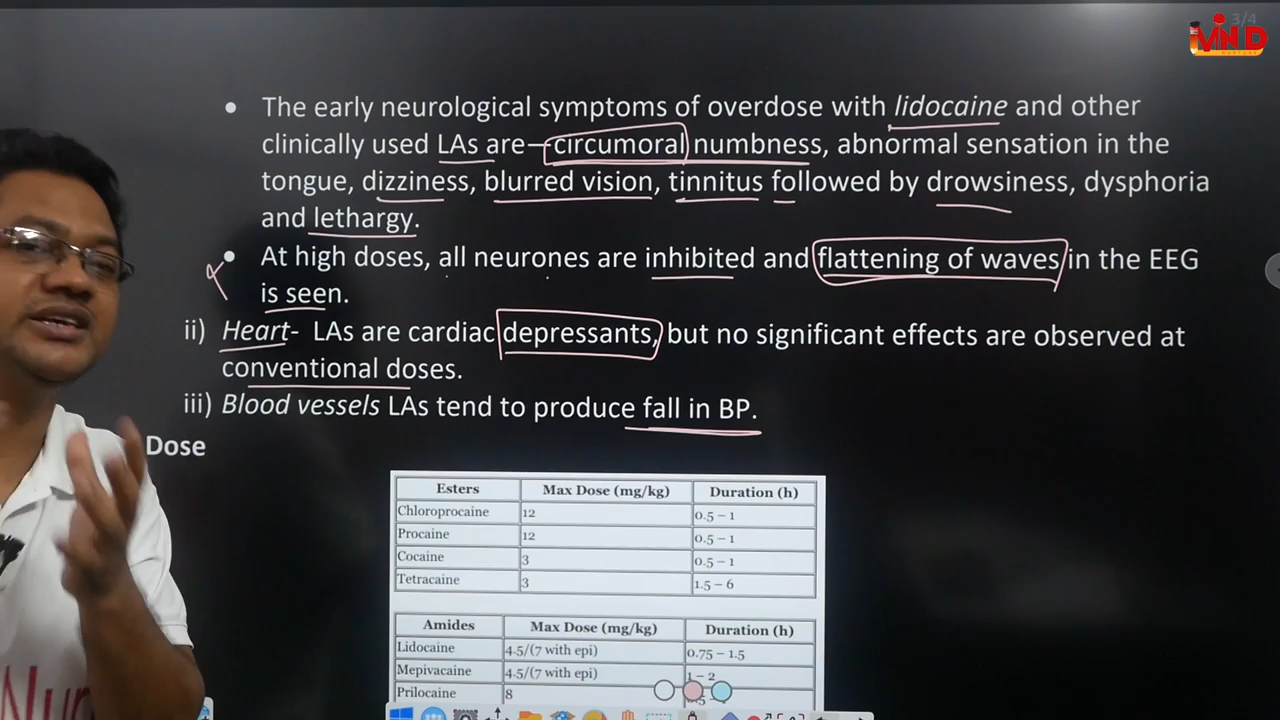 3/4
MIND
The early neurological symptoms of overdose with lidocaine and other
clinically used LAs are—circumoral numbness, abnormal sensation in the
tongue, dizziness, blurred vision, tinnitus followed by drowsiness, dysphoria
and lethargy.
At high doses, all neurones are inhibited and flattening of waves in the EEG
is seen.
ii) Heart- LAs are cardiac depressants, but no significant effects are observed at
conventional doses.
iii) Blood vessels LAs tend to produce fall in BP.
Dose
Esters Max Dose (mg/kg) Duration (h)
Chloroprocaine 12 0.5 – 1
Procaine 12 0.5 – 1
Cocaine 3 0.5 – 1
Tetracaine 3 1.5 – 6
Amides Max Dose (mg/kg) Duration (h)
Lidocaine 4.5/(7 with epi) 0.75 – 1.5
Mepivacaine 4.5/(7 with epi) 1 – 2
Prilocaine 8
Nur